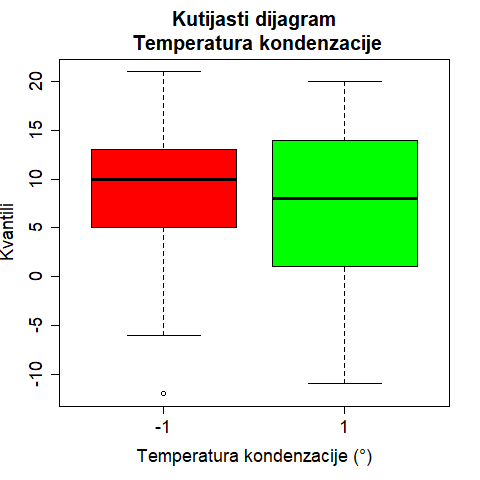 Kutijasti dijagram
Temperatura kondenzacije
Kvantili
20
15
10
5
0
-5
-10
-1
1
Temperatura kondenzacije (°)